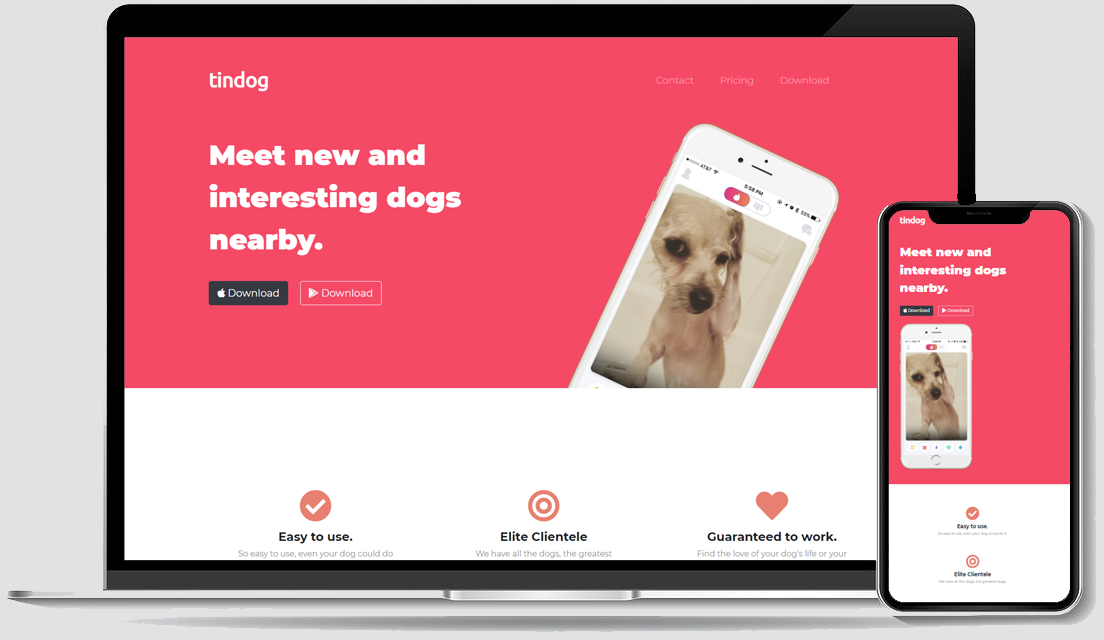 tindog
Contact Pricing Download
Meet new and
interesting dogs
nearby.
Download Download
AT&T 5:58 PM 55%
Easy to use. Elite Clientele Guaranteed to work.
So easy to use, even your dog could do We have all the dogs, the greatest Find the love of your dog's life or your
tindog
Meet new and
interesting dogs
nearby.
Download Download
Easy to use.
So easy to use, even your dog could do it
Elite Clientele
We have all the dogs, the greatest dogs